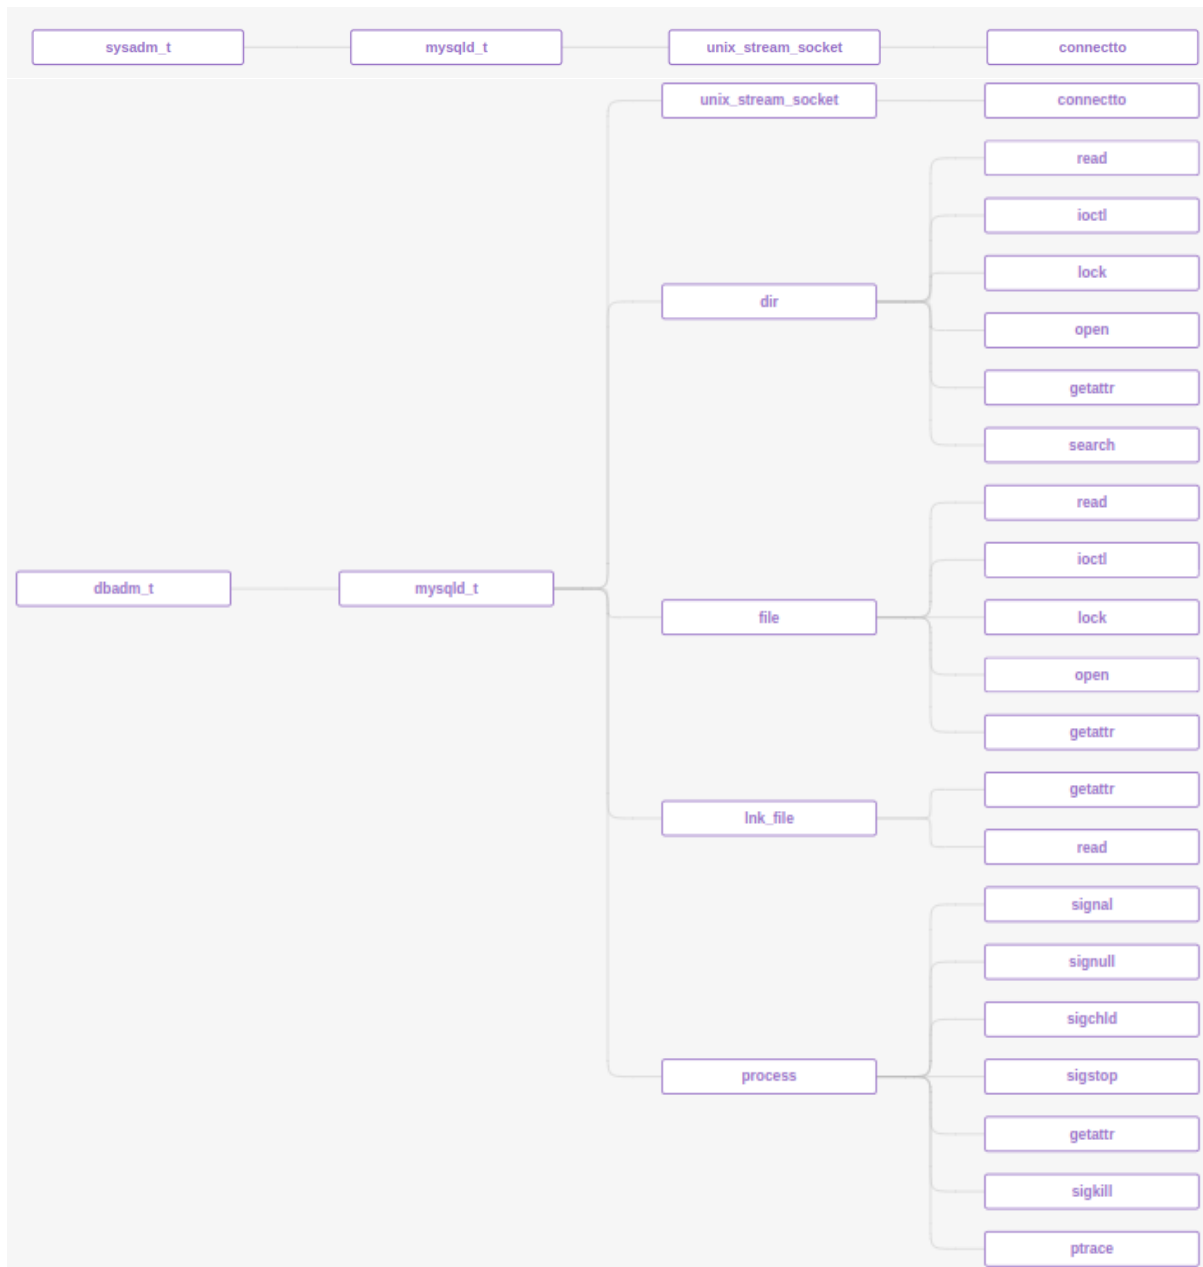 sysadm_t mysqld_t unix_stream_socket connectto
unix_stream_socket connectto
read
ioctl
lock
dir
open
getattr
search
read
ioctl
dbadm_t mysqld_t
file lock
open
getattr
getattr
lnk_file
read
signal
signull
sigchld
process sigstop
getattr
sigkill
ptrace